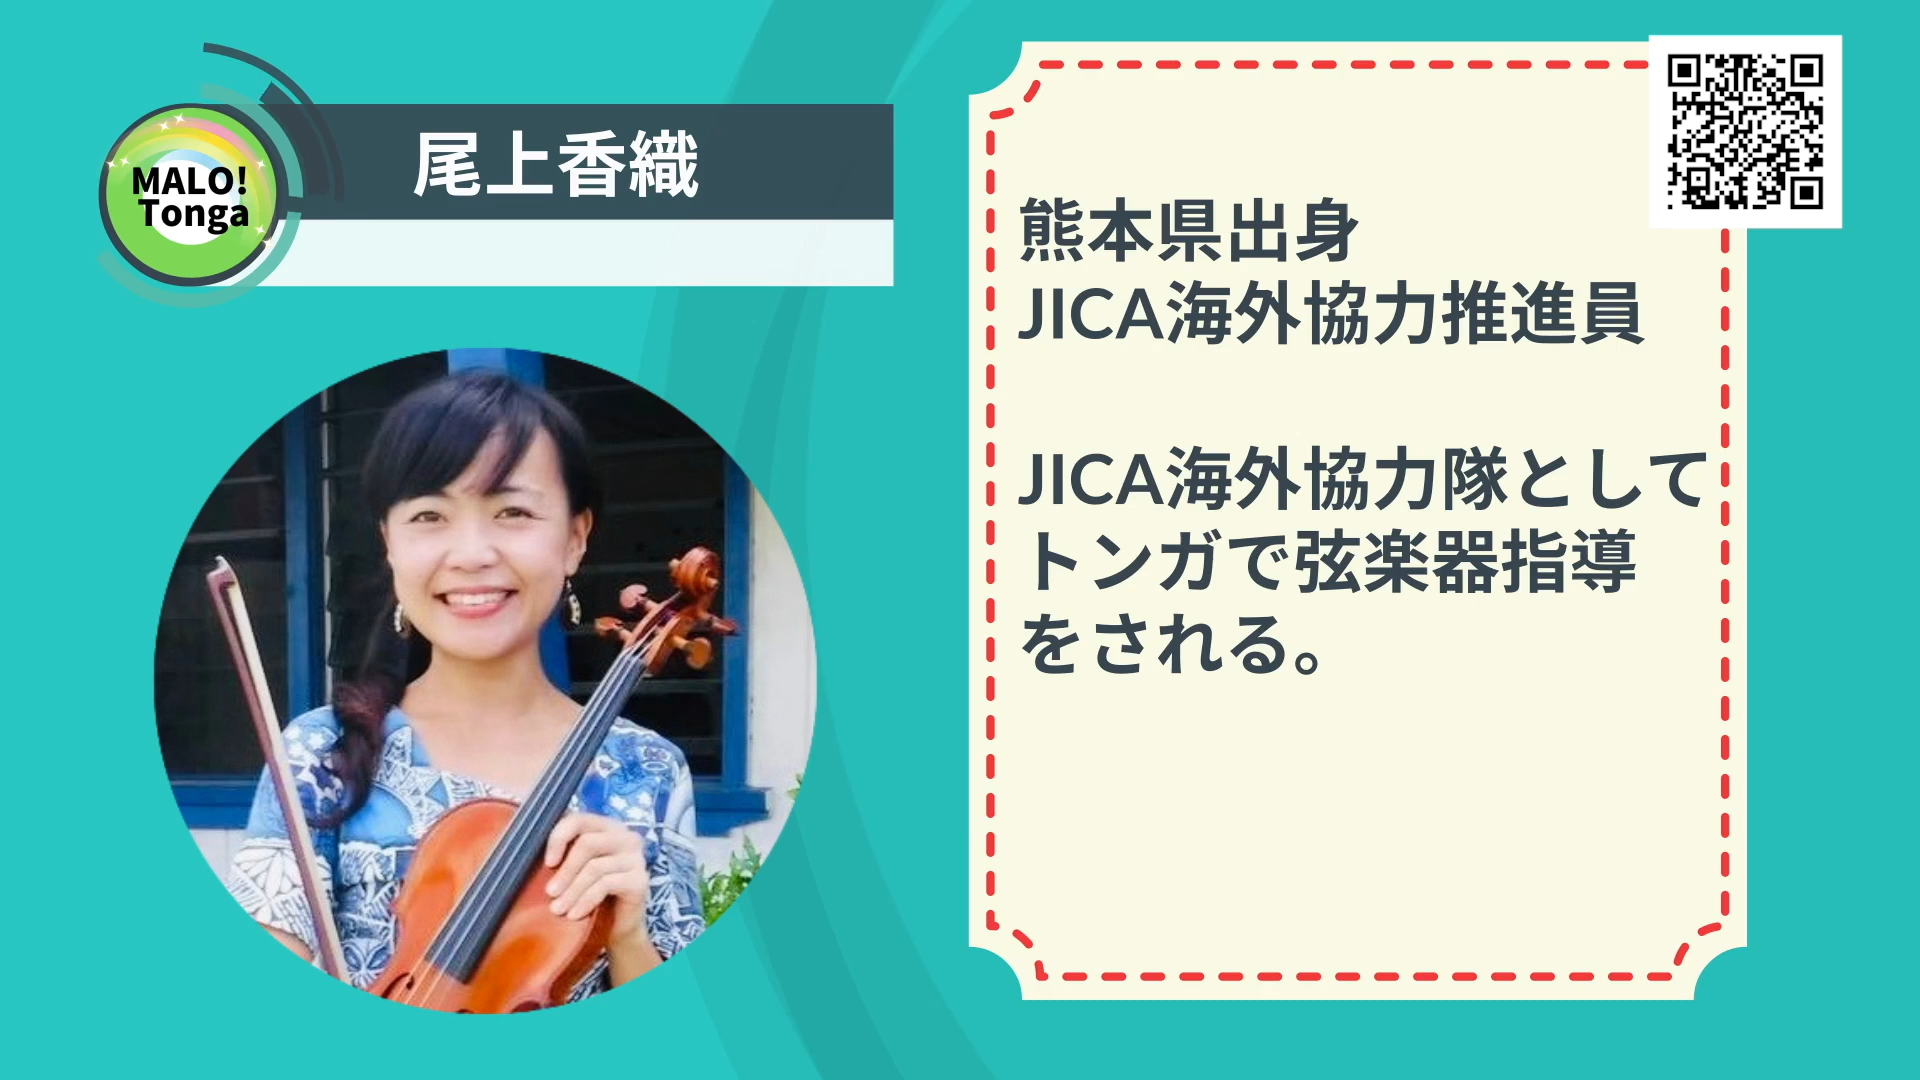 MALO!
Tonga
尾上香織
熊本県出身
JICA海外協力推進員
JICA海外協力隊として
トンガで弦楽器指導
をされる。